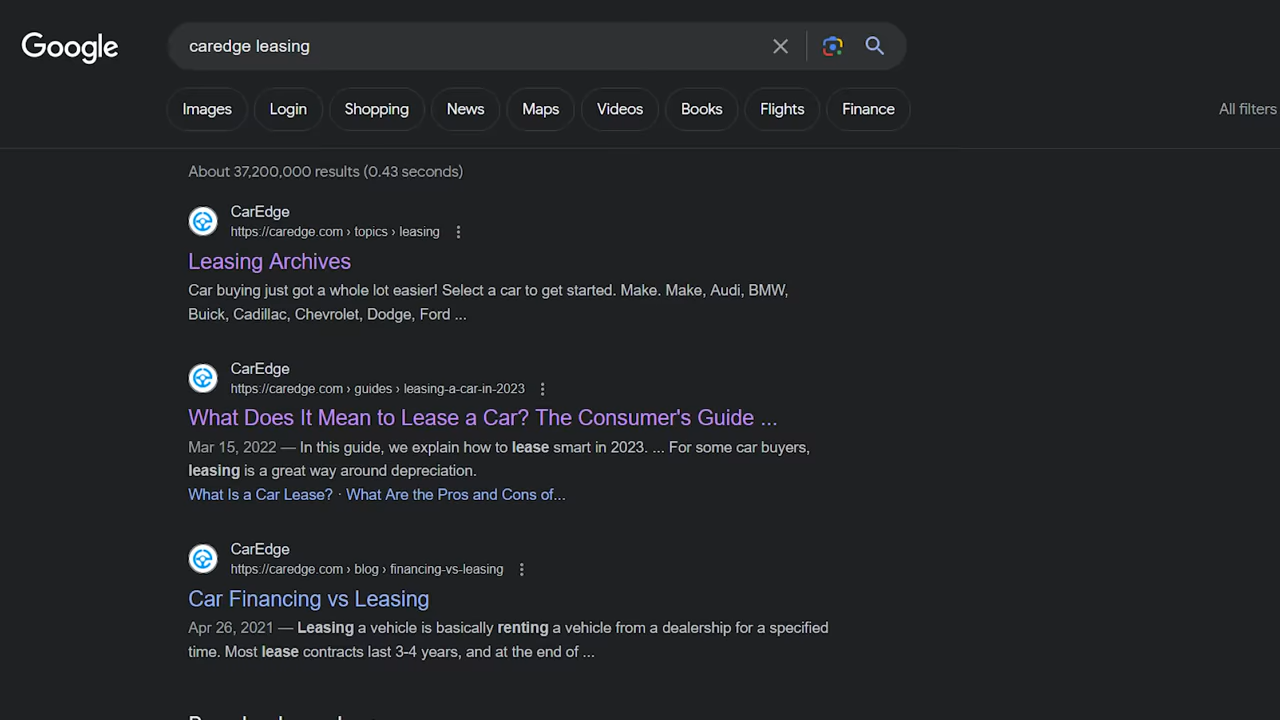 Google
caredge leasing
Images Login Shopping News Maps Videos Books Flights Finance All filters
About 37,200,000 results (0.43 seconds)
CarEdge
https://caredge.com › topics › leasing
Leasing Archives
Car buying just got a whole lot easier! Select a car to get started. Make. Make, Audi, BMW,
Buick, Cadillac, Chevrolet, Dodge, Ford ...
CarEdge
https://caredge.com › guides › leasing-a-car-in-2023
What Does It Mean to Lease a Car? The Consumer's Guide ...
Mar 15, 2022 — In this guide, we explain how to lease smart in 2023. ... For some car buyers,
leasing is a great way around depreciation.
What Is a Car Lease? · What Are the Pros and Cons of...
CarEdge
https://caredge.com › blog › financing-vs-leasing
Car Financing vs Leasing
Apr 26, 2021 — Leasing a vehicle is basically renting a vehicle from a dealership for a specified
time. Most lease contracts last 3-4 years, and at the end of ...